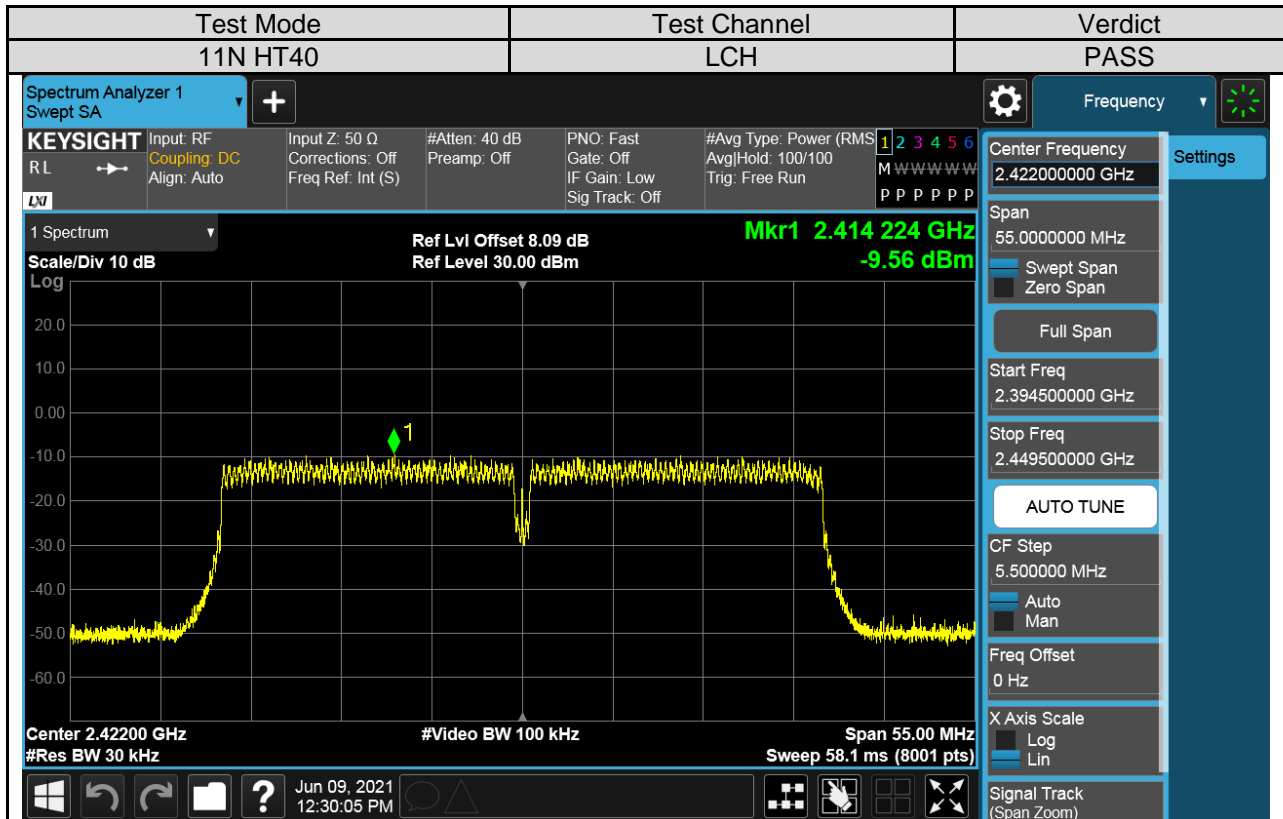 Test Mode Test Channel Verdict
11N HT40 LCH PASS
Spectrum Analyzer 1
Swept SA
+
Frequency
KEYSIGHT
RL
LXI
Input: RF
Coupling: DC
Align: Auto
Input Z: 50 Ω
Corrections: Off
Freq Ref: Int (S)
#Atten: 40 dB
Preamp: Off
PNO: Fast
Gate: Off
IF Gain: Low
Sig Track: Off
#Avg Type: Power (RMS
Avg|Hold: 100/100
Trig: Free Run
1 2 3 4 5 6
M W W W W W
P P P P P P
1 Spectrum
Scale/Div 10 dB
Log
Ref Lvl Offset 8.09 dB
Ref Level 30.00 dBm
Mkr1 2.414 224 GHz
-9.56 dBm
20.0
10.0
0.00
1
-10.0
-20.0
-30.0
-40.0
-50.0
-60.0
Center 2.42200 GHz
#Res BW 30 kHz
#Video BW 100 kHz
Span 55.00 MHz
Sweep 58.1 ms (8001 pts)
Center Frequency
2.422000000 GHz
Settings
Span
55.0000000 MHz
Swept Span
Zero Span
Full Span
Start Freq
2.394500000 GHz
Stop Freq
2.449500000 GHz
AUTO TUNE
CF Step
5.500000 MHz
Auto
Man
Freq Offset
0 Hz
X Axis Scale
Log
Lin
Signal Track
(Span Zoom)
?
Jun 09, 2021
12:30:05 PM